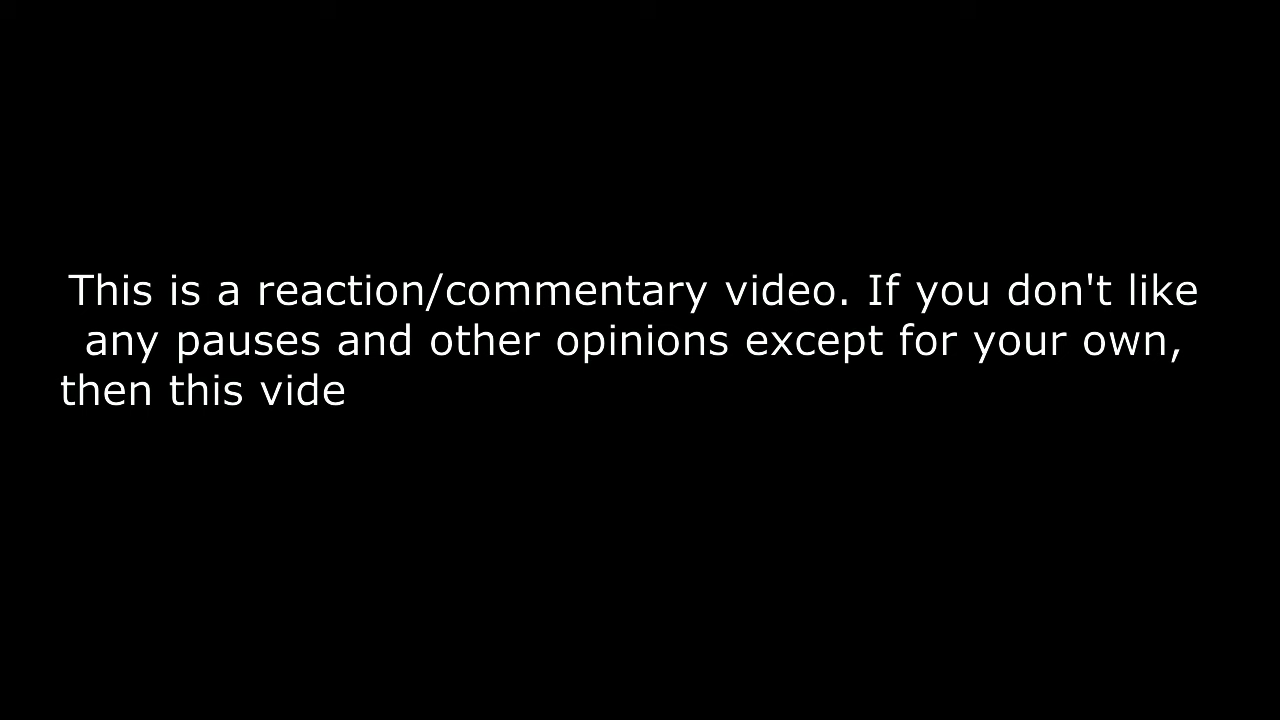 This is a reaction/commentary video. If you don't like
any pauses and other opinions except for your own,
then this vide